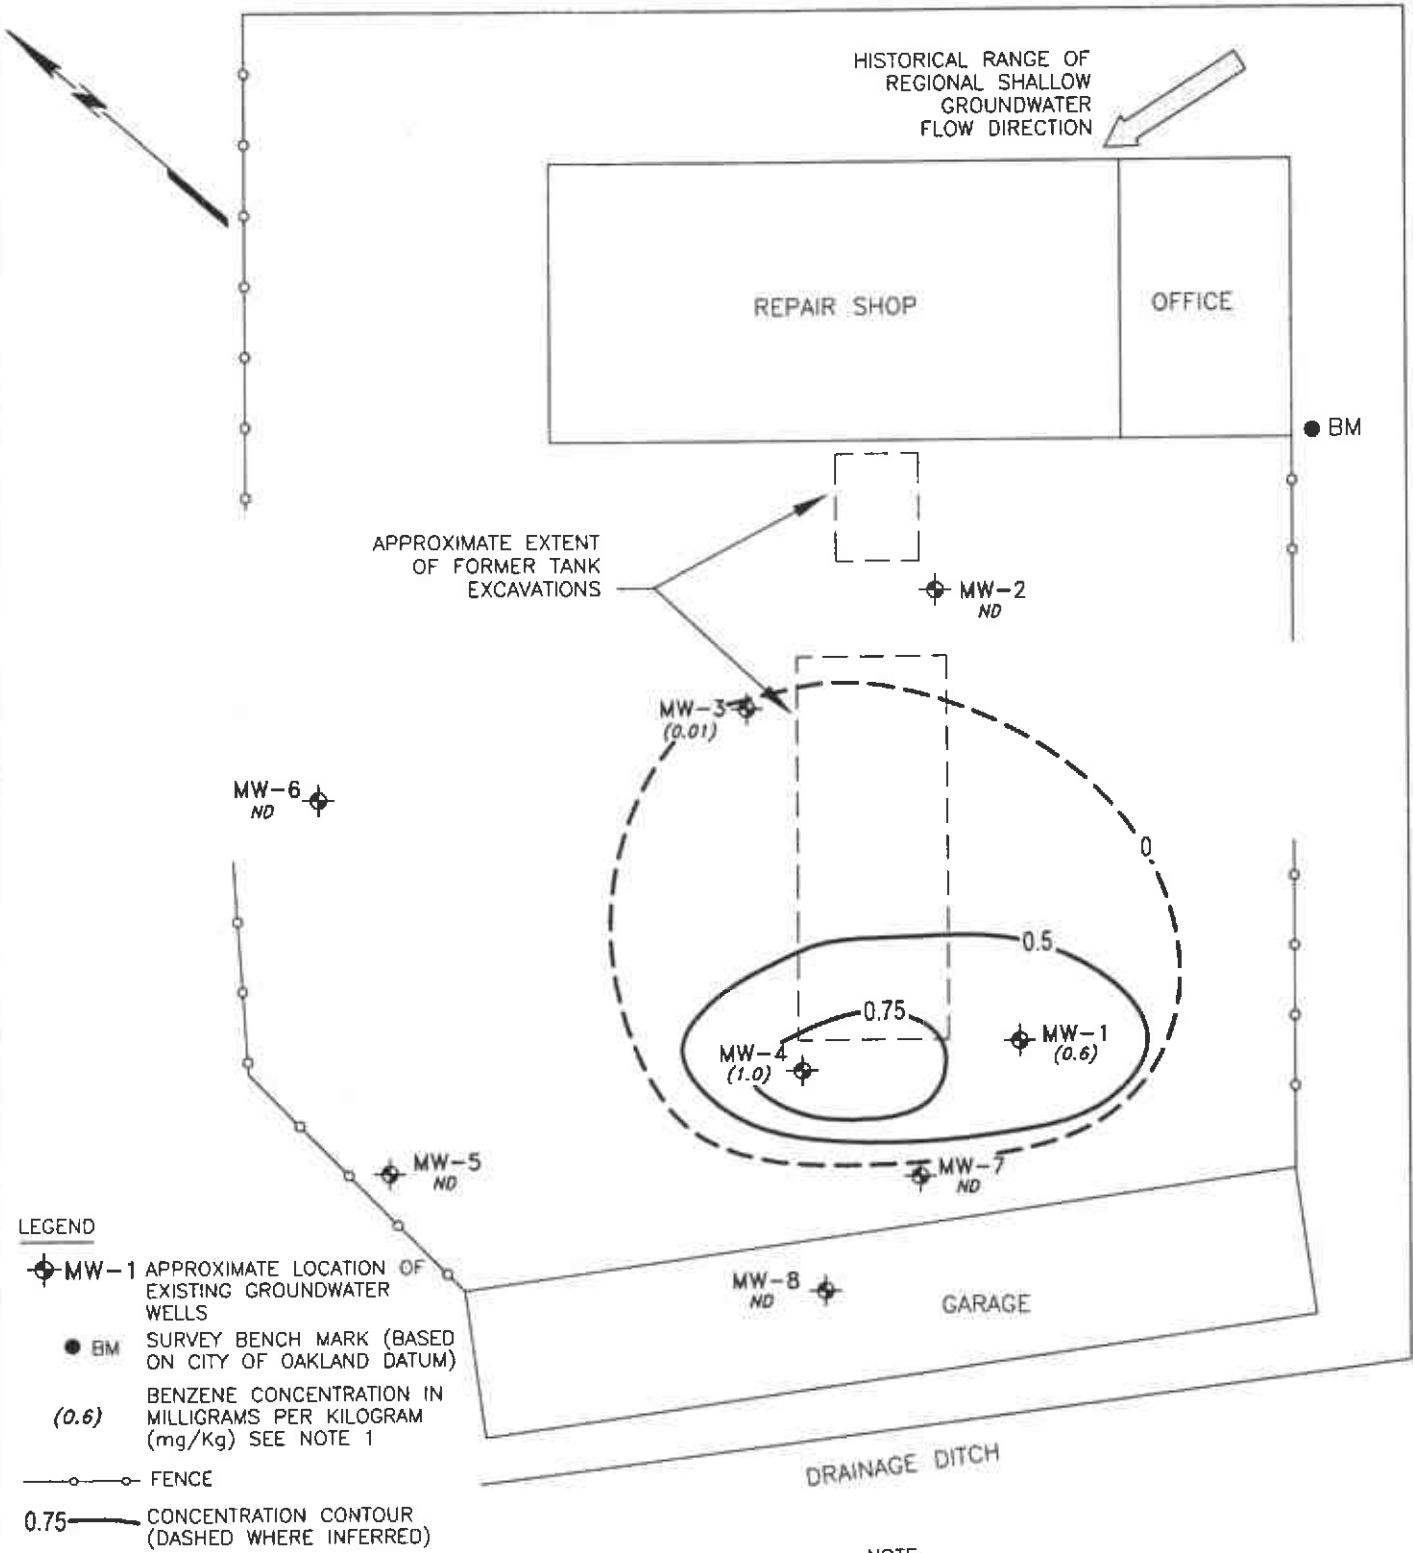 HISTORICAL RANGE OF
REGIONAL SHALLOW
GROUNDWATER
FLOW DIRECTION
REPAIR SHOP
OFFICE
BM
APPROXIMATE EXTENT
OF FORMER TANK
EXCAVATIONS
MW-2
ND
MW-3
(0.01)
MW-6
ND
0
0.5
0.75
MW-4
(1.0)
MW-1
(0.6)
MW-5
ND
MW-7
ND
MW-8
ND
GARAGE
DRAINAGE DITCH
LEGEND
MW-1 APPROXIMATE LOCATION OF
EXISTING GROUNDWATER
WELLS
BM SURVEY BENCH MARK (BASED
ON CITY OF OAKLAND DATUM)
(0.6) BENZENE CONCENTRATION IN
MILLIGRAMS PER KILOGRAM
(mg/Kg) SEE NOTE 1
FENCE
0.75 CONCENTRATION CONTOUR
(DASHED WHERE INFERRED)
NOTE